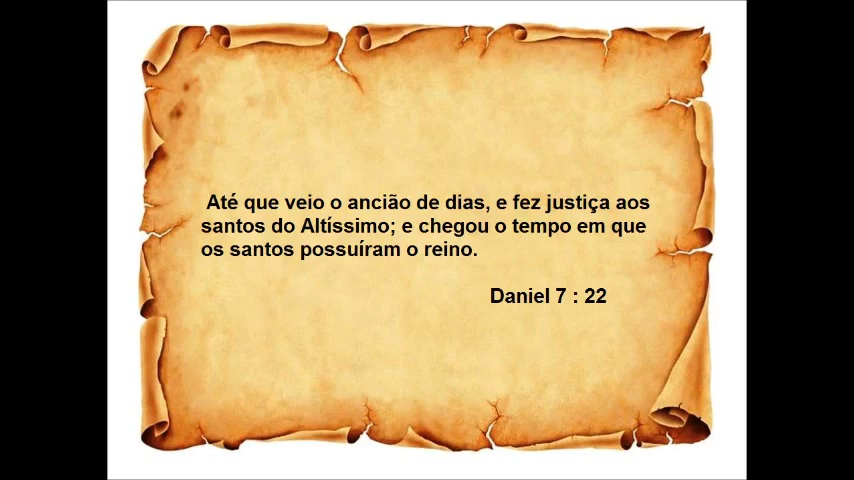 Até que veio o ancião de dias, e fez justiça aos
santos do Altíssimo; e chegou o tempo em que
os santos possuíram o reino.
Daniel 7 : 22